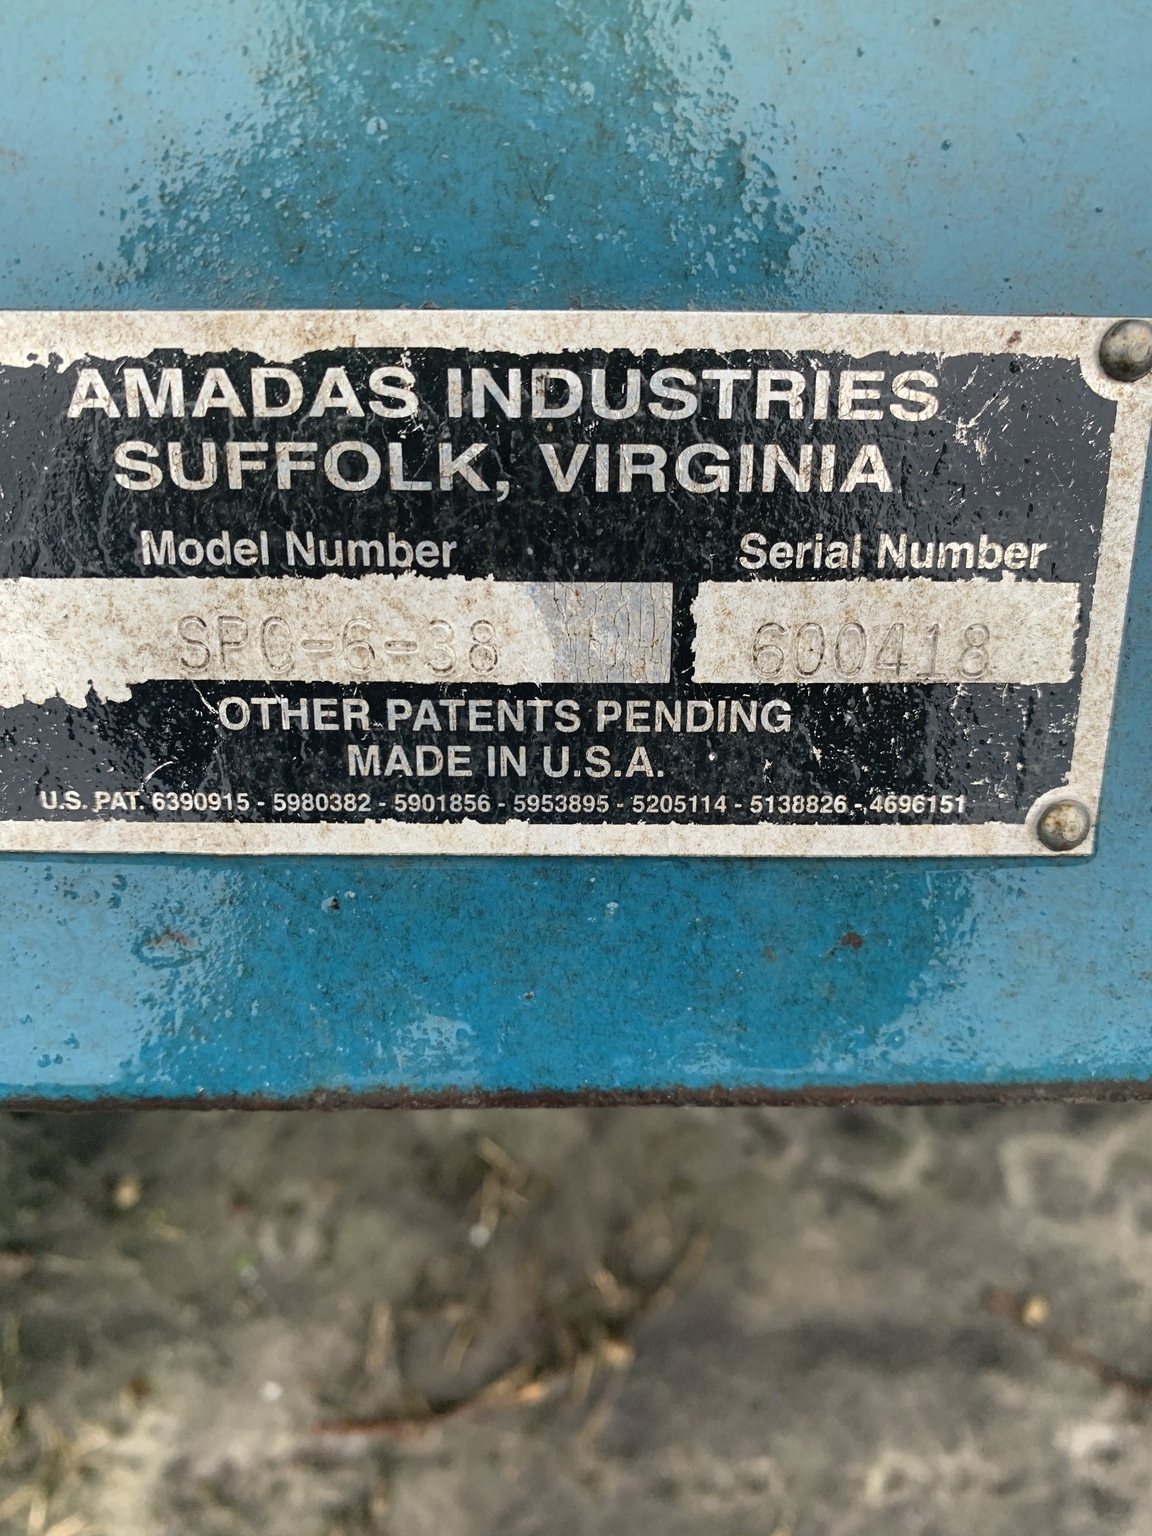 AMADAS INDUSTRIES
SUFFOLK, VIRGINIA
Model Number Serial Number
SPC-6-38 600418
OTHER PATENTS PENDING
MADE IN U.S.A.
U.S. PAT. 6390915 - 5980382 - 5901856 - 5953895 - 5205114 - 5138826 - 4696151